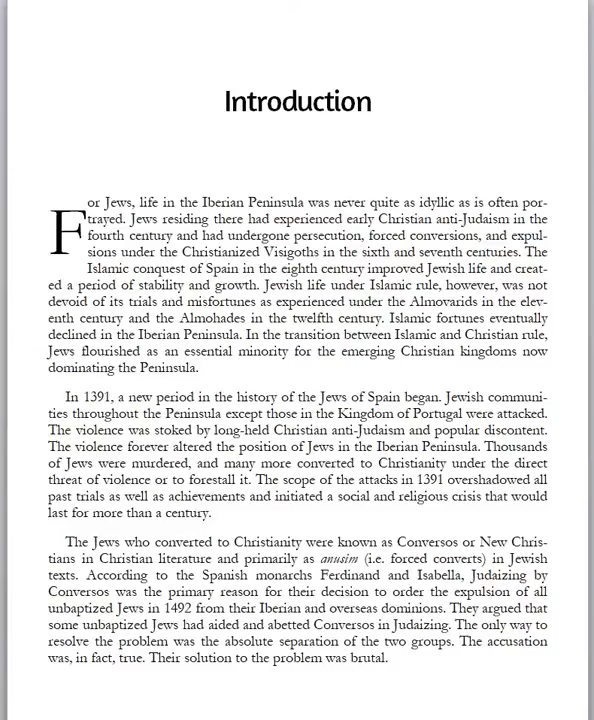 Introduction
For Jews, life in the Iberian Peninsula was never quite as idyllic as is often por-
trayed. Jews residing there had experienced early Christian anti-Judaism in the
fourth century and had undergone persecution, forced conversions, and expul-
sions under the Christianized Visigoths in the sixth and seventh centuries. The
Islamic conquest of Spain in the eighth century improved Jewish life and creat-
ed a period of stability and growth. Jewish life under Islamic rule, however, was not
devoid of its trials and misfortunes as experienced under the Almovarids in the elev-
enth century and the Almohades in the twelfth century. Islamic fortunes eventually
declined in the Iberian Peninsula. In the transition between Islamic and Christian rule,
Jews flourished as an essential minority for the emerging Christian kingdoms now
dominating the Peninsula.
In 1391, a new period in the history of the Jews of Spain began. Jewish communi-
ties throughout the Peninsula except those in the Kingdom of Portugal were attacked.
The violence was stoked by long-held Christian anti-Judaism and popular discontent.
The violence forever altered the position of Jews in the Iberian Peninsula. Thousands
of Jews were murdered, and many more converted to Christianity under the direct
threat of violence or to forestall it. The scope of the attacks in 1391 overshadowed all
past trials as well as achievements and initiated a social and religious crisis that would
last for more than a century.
The Jews who converted to Christianity were known as Conversos or New Chris-
tians in Christian literature and primarily as anusim (i.e. forced converts) in Jewish
texts. According to the Spanish monarchs Ferdinand and Isabella, Judaizing by
Conversos was the primary reason for their decision to order the expulsion of all
unbaptized Jews in 1492 from their Iberian and overseas dominions. They argued that
some unbaptized Jews had aided and abetted Conversos in Judaizing. The only way to
resolve the problem was the absolute separation of the two groups. The accusation
was, in fact, true. Their solution to the problem was brutal.